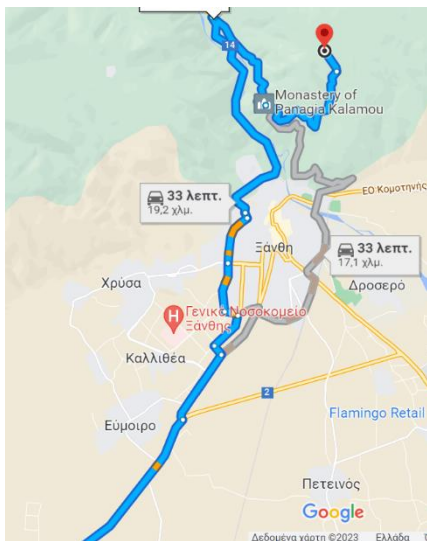 14
Monastery of
Panagia Kalamou
33 λεπτ.
19,2 χλμ.
ΕΟ Κομοτηνής
Ξάνθη
33 λεπτ.
17,1 χλμ.
Χρύσα
Δροσερό
H
Γενικό Νοσοκομείο
Ξάνθης
Καλλιθέα
2
Flamingo Retail
Εύμοιρο
Πετεινός
Google
Δεδομένα χάρτη ©2023
Ελλάδα